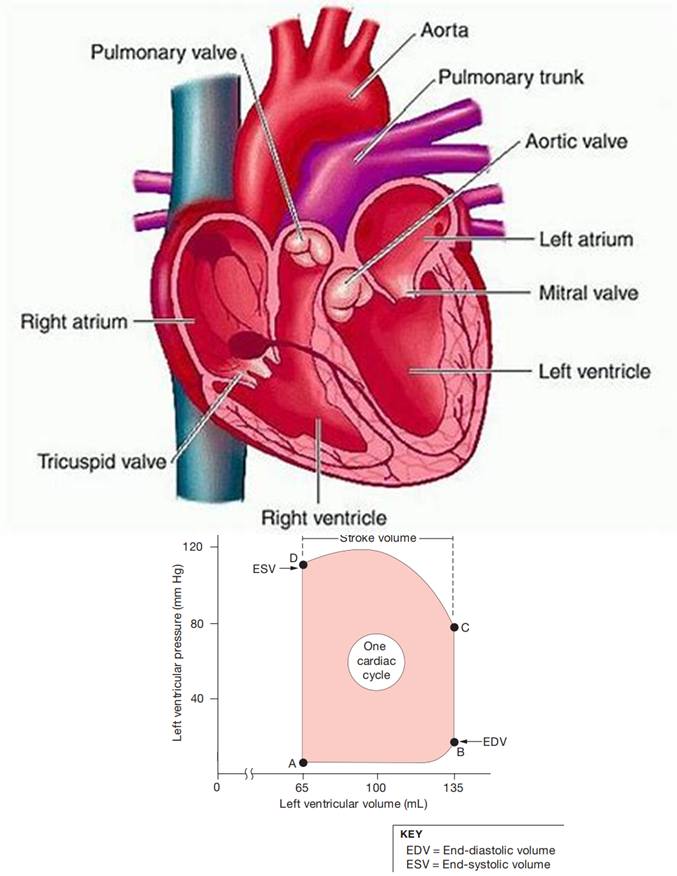 Aorta
Pulmonary valve
Pulmonary trunk
Aortic valve
Left atrium
Mitral valve
Right atrium
Left ventricle
Tricuspid valve
Right ventricle
Stroke volume
120
D
ESV
80
C
One
cardiac
cycle
40
EDV
B
A
Left ventricular pressure (mm Hg)
0
65
100
135
Left ventricular volume (mL)
KEY
EDV = End-diastolic volume
ESV = End-systolic volume